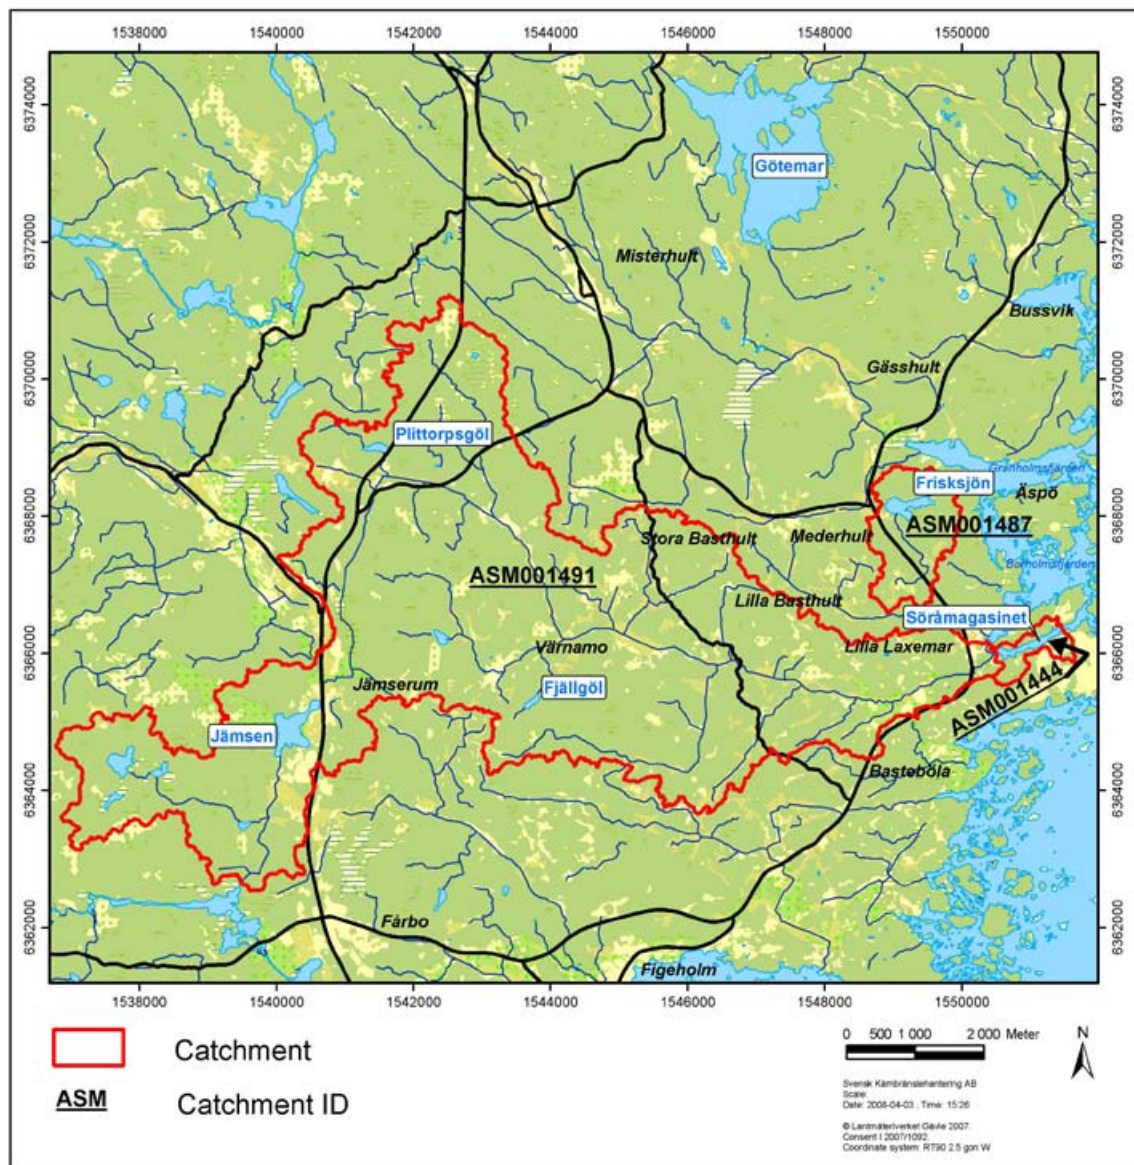 1538000 1540000 1542000 1544000 1546000 1548000 1550000
6374000 6374000
Götemar
6372000 6372000
Misterhult
Bussvik
6370000 6370000
Gässhult
Plittorpsgöl
Granholmsfjärden
Frisksjön
Äspö
6368000 6368000
ASM001487
Stora Basthult
Mederhult
Borholmsfjärden
ASM001491
Lilla Basthult
Söråmagasinet
Värnamo
Lilla Laxemar
6366000 6366000
Jämserum
Fjällgöl
ASM001444
Jämsen
Basteböla
6364000 6364000
Fårbo
6362000 6362000
Figeholm
1538000 1540000 1542000 1544000 1546000 1548000 1550000
Catchment
ASM
Catchment ID
0 500 1 000 2 000 Meter
N
Svensk Kärnbränslehantering AB
Scale:
Date: 2008-04-03 , Time: 15:26
© Lantmäteriverket Gävle 2007.
Consent I 2007/1092.
Coordinate system: RT90 2.5 gon W